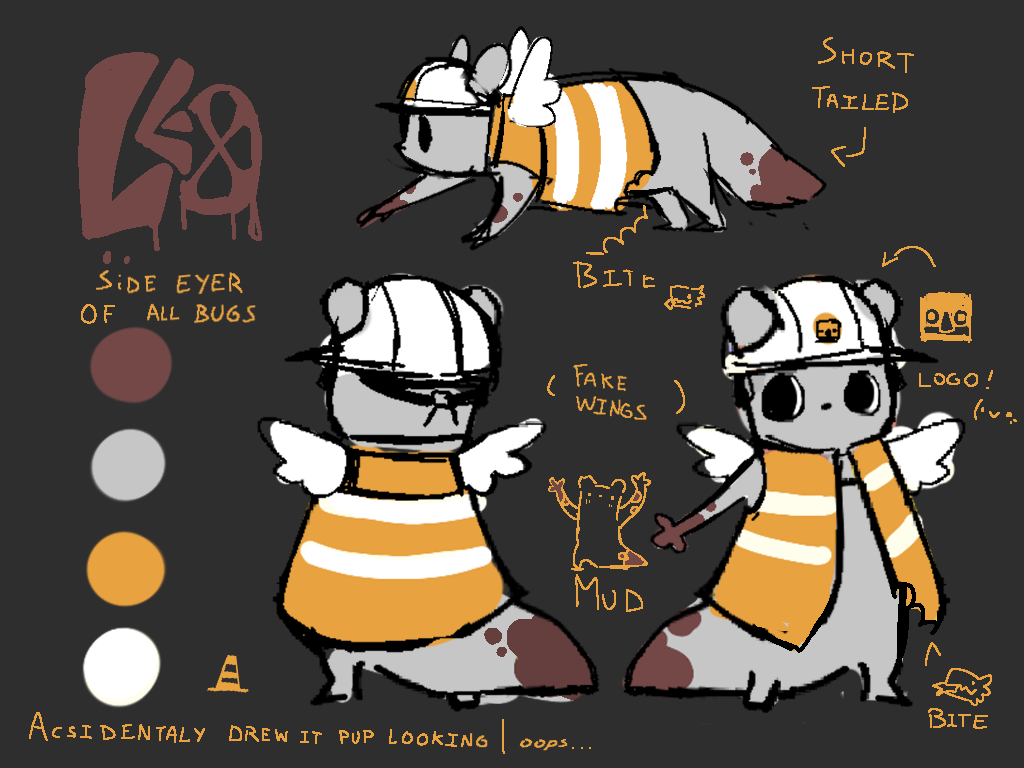 SHORT
TAILED
SiDE EYER
OF ALL BUGS
BITE
(FAKE
WINGS)
LOGO!
MUD
BITE
ACSIDENTALY DREW IT PUP LOOKING | oops...